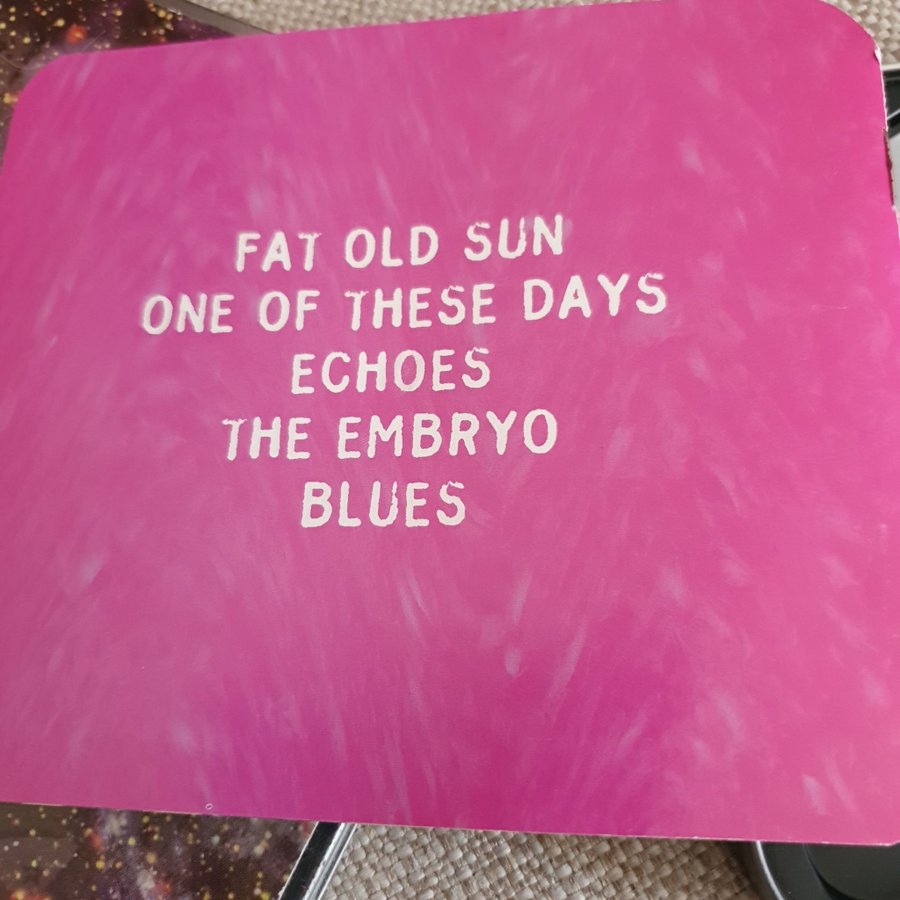 FAT OLD SUN
ONE OF THESE DAYS
ECHOES
THE EMBRYO
BLUES